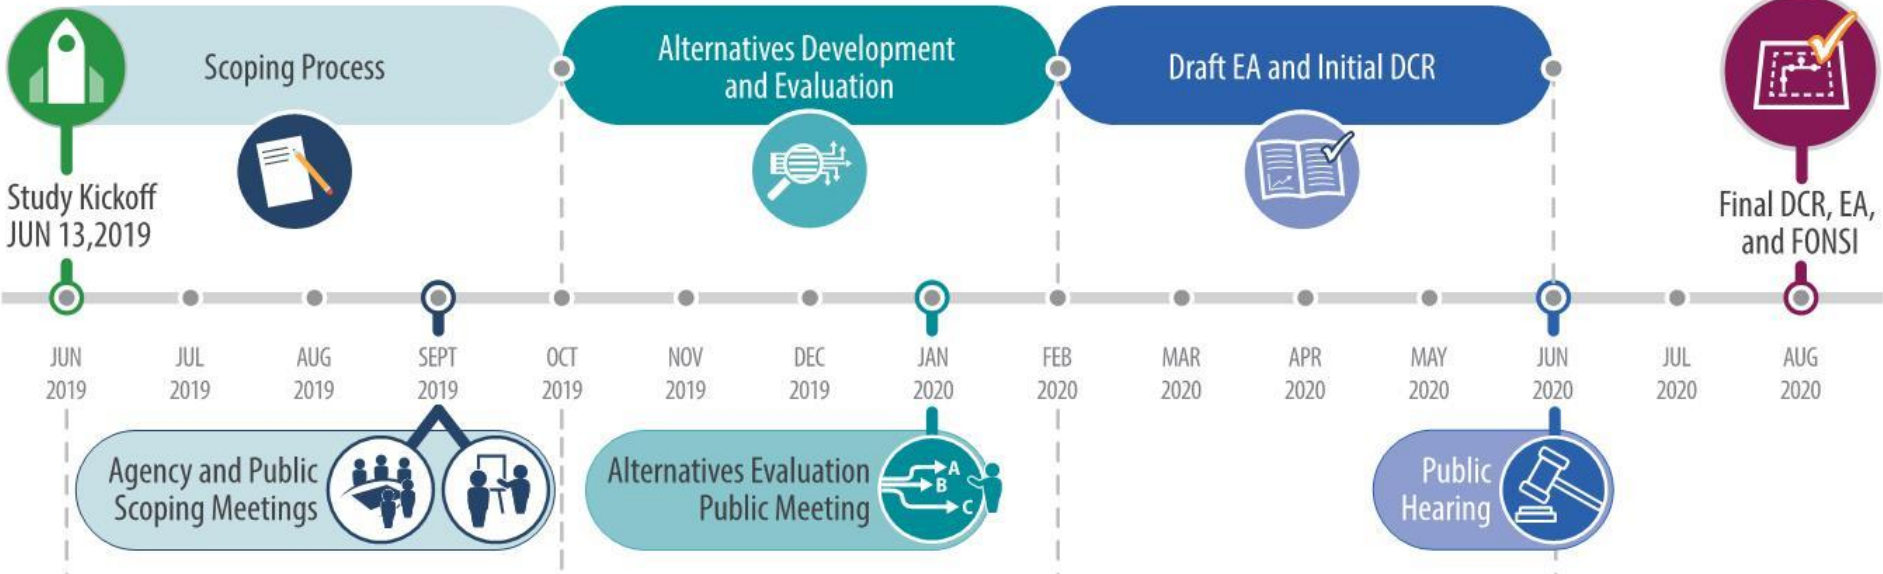 Scoping Process
Alternatives Development
and Evaluation
Draft EA and Initial DCR
Study Kickoff
JUN 13,2019
Final DCR, EA,
and FONSI
JUN
2019
JUL
2019
AUG
2019
SEPT
2019
OCT
2019
NOV
2019
DEC
2019
JAN
2020
FEB
2020
MAR
2020
APR
2020
MAY
2020
JUN
2020
JUL
2020
AUG
2020
Agency and Public
Scoping Meetings
Alternatives Evaluation
Public Meeting
A
B
C
Public
Hearing